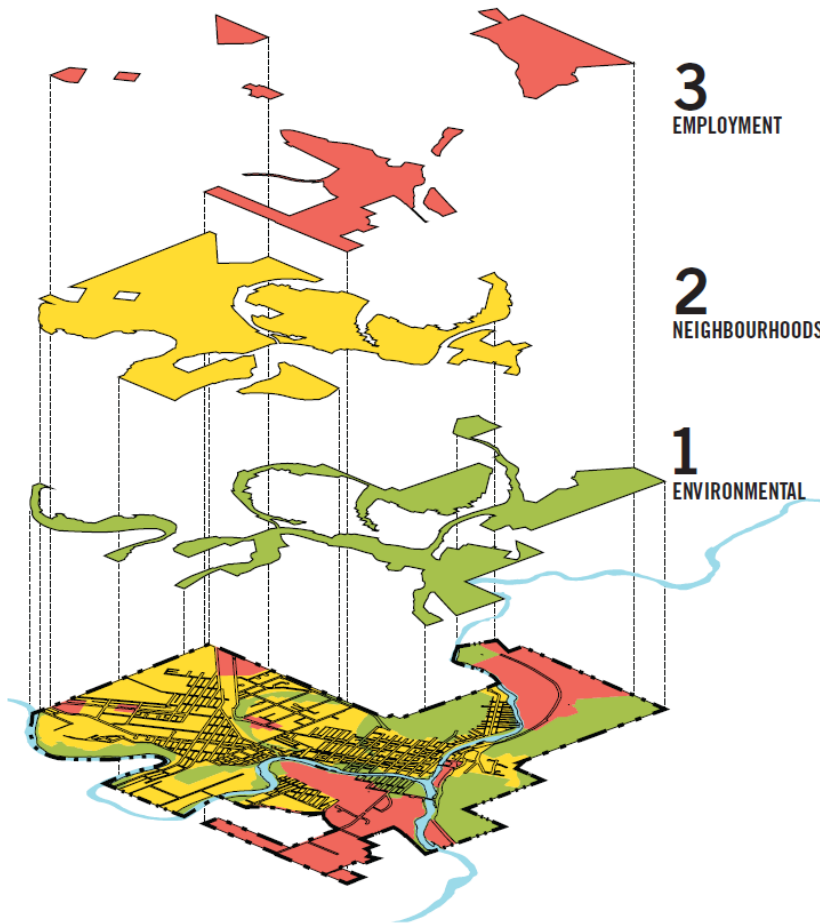 3
EMPLOYMENT
2
NEIGHBOURHOODS
1
ENVIRONMENTAL